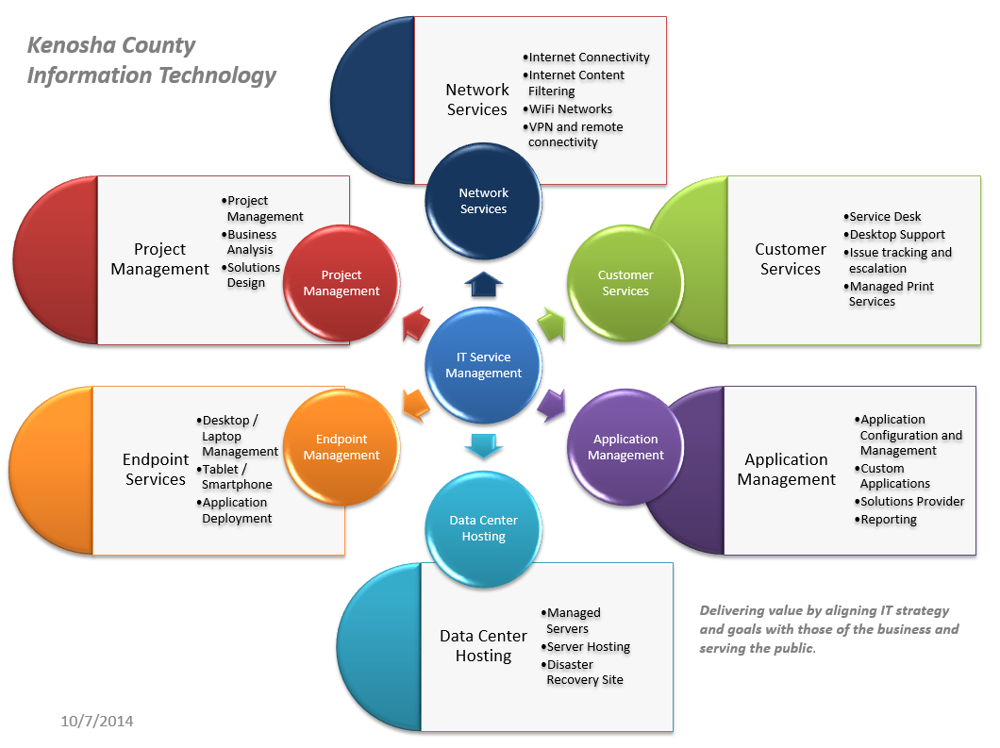 Kenosha County
Information Technology
Network
Services
•Internet Connectivity
•Internet Content
Filtering
•WiFi Networks
•VPN and remote
connectivity
Network
Services
Project
Management
•Project
Management
•Business
Analysis
•Solutions
Design
Project
Management
Customer
Services
Customer
Services
•Service Desk
•Desktop Support
•Issue tracking and
escalation
•Managed Print
Services
IT Service
Management
Endpoint
Services
•Desktop /
Laptop
Management
•Tablet /
Smartphone
•Application
Deployment
Endpoint
Management
Application
Management
Application
Management
•Application
Configuration and
Management
•Custom
Applications
•Solutions Provider
•Reporting
Data Center
Hosting
Data Center
Hosting
•Managed
Servers
•Server Hosting
•Disaster
Recovery Site
Delivering value by aligning IT strategy
and goals with those of the business and
serving the public.
10/7/2014